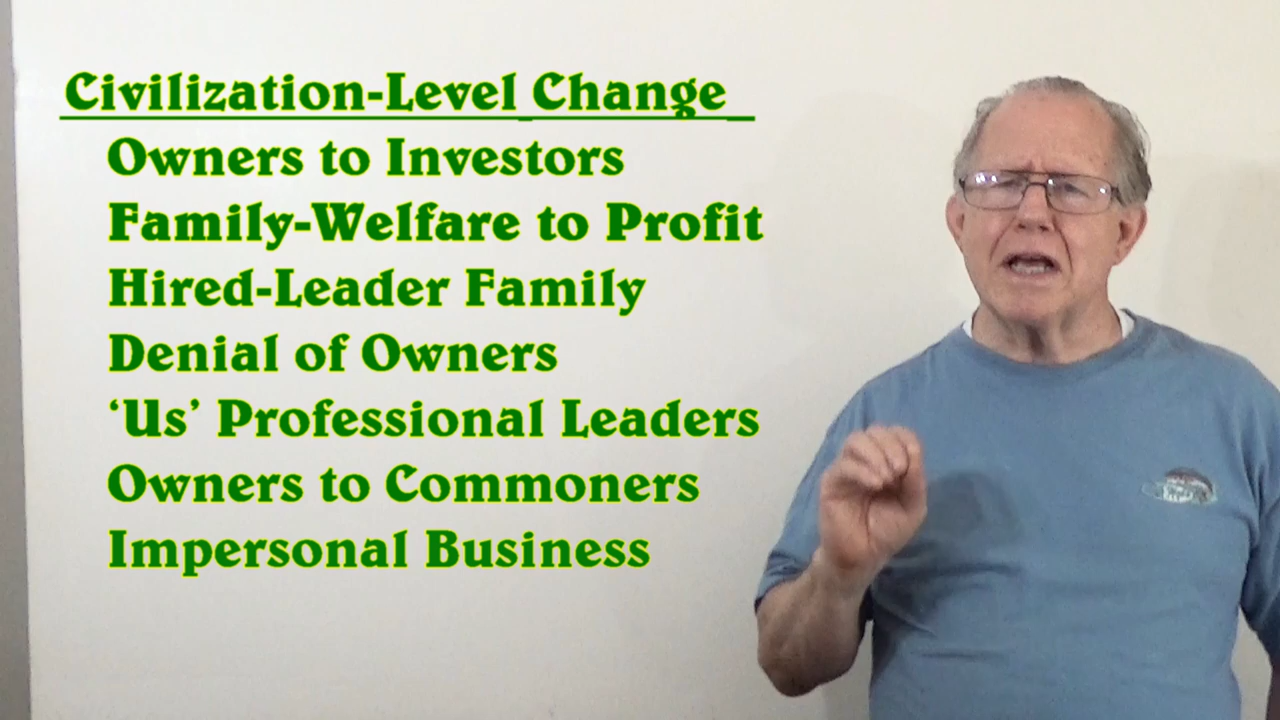 Civilization-Level Change
Owners to Investors
Family-Welfare to Profit
Hired-Leader Family
Denial of Owners
‘Us’ Professional Leaders
Owners to Commoners
Impersonal Business